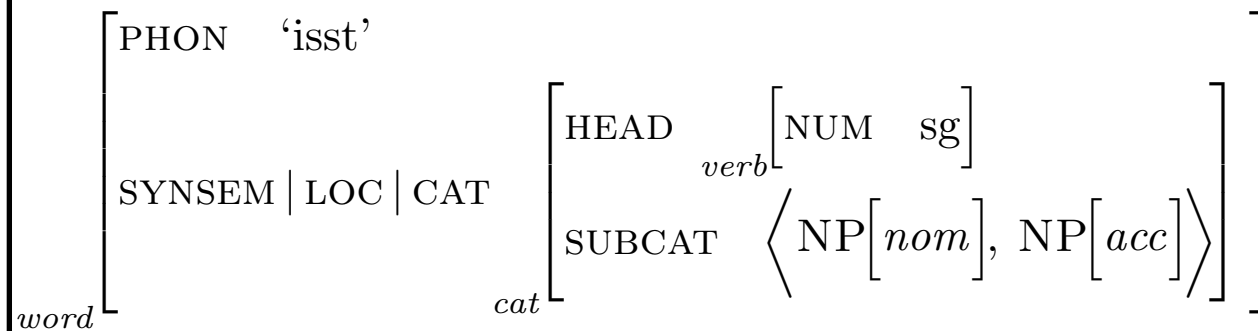 PHON ‘isst’
HEAD verb[NUM sg]
SYNSEM | LOC | CAT
SUBCAT ⟨NP[nom], NP[acc]⟩
word cat